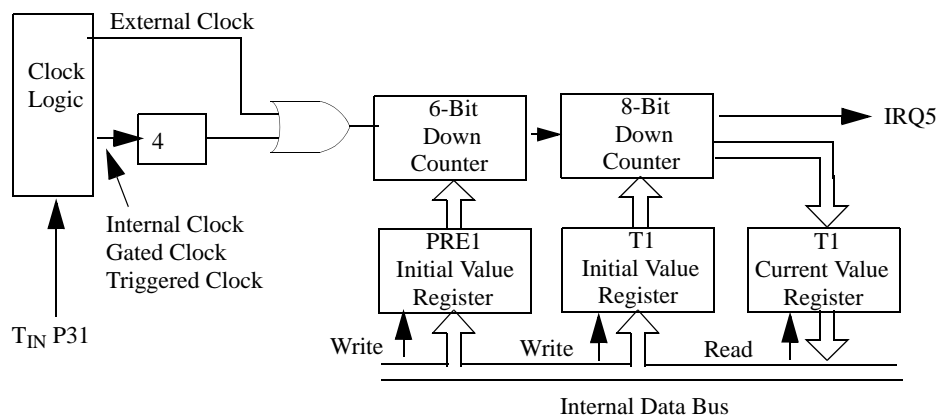 External Clock
Clock
Logic
4
6-Bit
Down
Counter
8-Bit
Down
Counter
IRQ5
Internal Clock
Gated Clock
Triggered Clock
PRE1
Initial Value
Register
T1
Initial Value
Register
T1
Current Value
Register
TIN P31
Write
Write
Read
Internal Data Bus